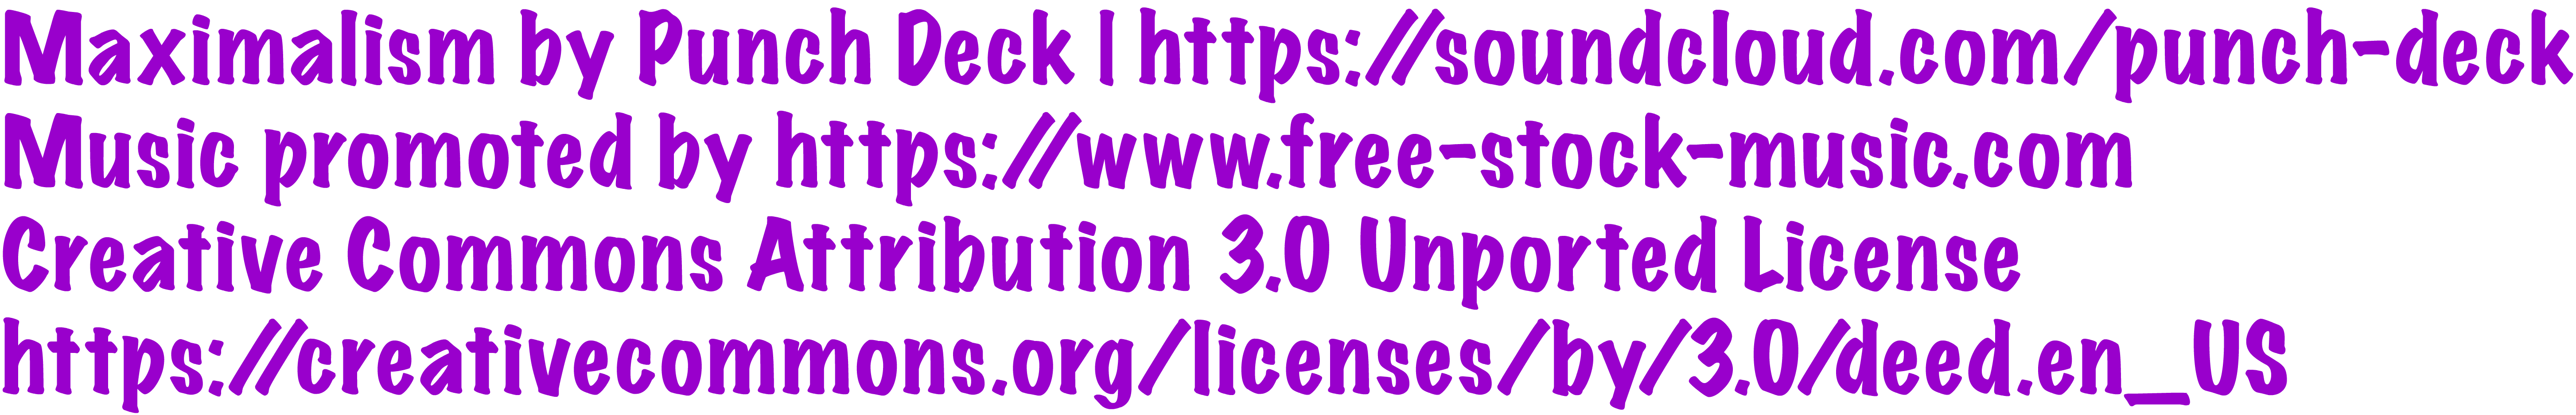 Maximalism by Punch Deck | https://soundcloud.com/punch-deck
Music promoted by https://www.free-stock-music.com
Creative Commons Attribution 3.0 Unported License
https://creativecommons.org/licenses/by/3.0/deed.en_US